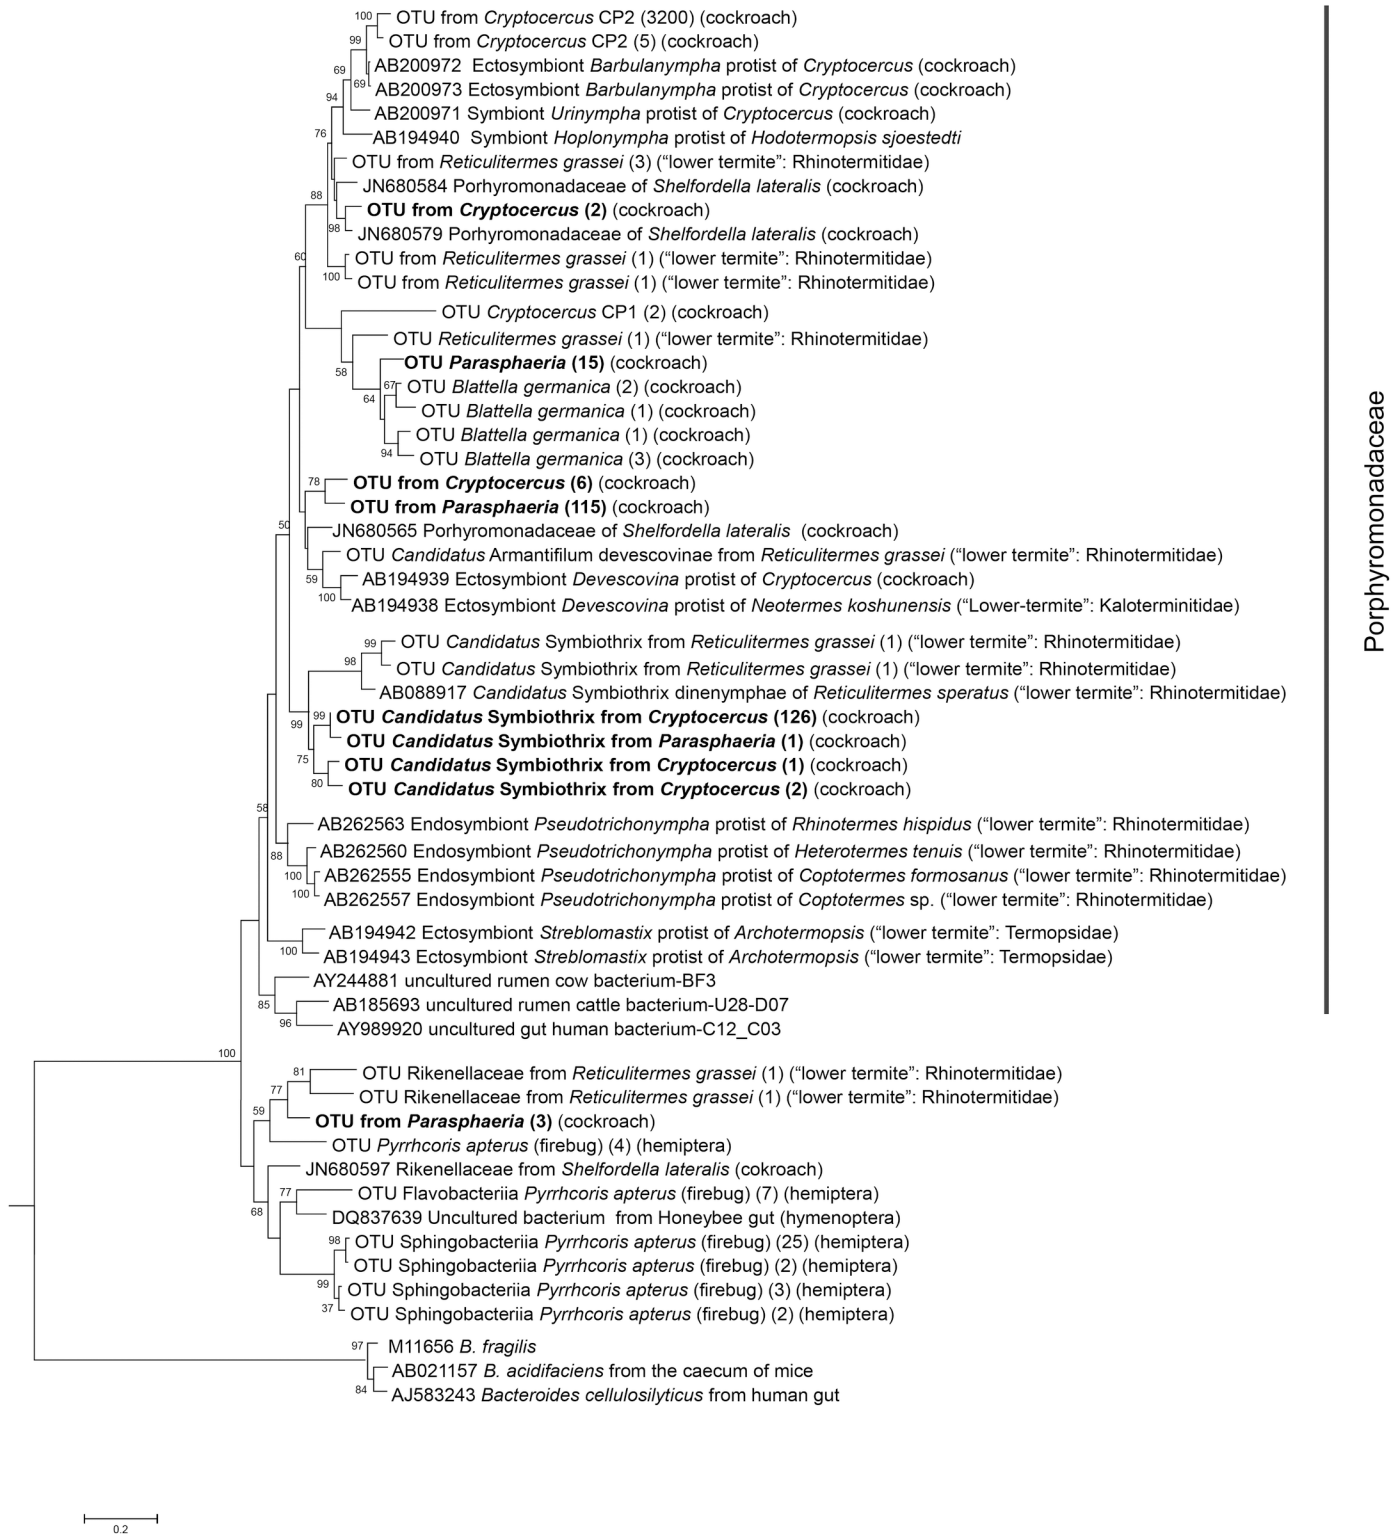 100
OTU from Cryptocercus CP2 (3200) (cockroach)
99
OTU from Cryptocercus CP2 (5) (cockroach)
69
AB200972 Ectosymbiont Barbulanympha protist of Cryptocercus (cockroach)
69
AB200973 Ectosymbiont Barbulanympha protist of Cryptocercus (cockroach)
94
AB200971 Symbiont Urinympha protist of Cryptocercus (cockroach)
76
AB194940 Symbiont Hoplonympha protist of Hodotermopsis sjoestedti
OTU from Reticulitermes grassei (3) (“lower termite”: Rhinotermitidae)
88
JN680584 Porhyromonadaceae of Shelfordella lateralis (cockroach)
OTU from Cryptocercus (2) (cockroach)
98
JN680579 Porhyromonadaceae of Shelfordella lateralis (cockroach)
60
OTU from Reticulitermes grassei (1) (“lower termite”: Rhinotermitidae)
100
OTU from Reticulitermes grassei (1) (“lower termite”: Rhinotermitidae)
OTU Cryptocercus CP1 (2) (cockroach)
OTU Reticulitermes grassei (1) (“lower termite”: Rhinotermitidae)
58
OTU Parasphaeria (15) (cockroach)
67
OTU Blattella germanica (2) (cockroach)
64
OTU Blattella germanica (1) (cockroach)
OTU Blattella germanica (1) (cockroach)
94
OTU Blattella germanica (3) (cockroach)
78
OTU from Cryptocercus (6) (cockroach)
OTU from Parasphaeria (115) (cockroach)
50
JN680565 Porhyromonadaceae of Shelfordella lateralis (cockroach)
OTU Candidatus Armantifilum devescovinae from Reticulitermes grassei (“lower termite”: Rhinotermitidae)
59
AB194939 Ectosymbiont Devescovina protist of Cryptocercus (cockroach)
100
AB194938 Ectosymbiont Devescovina protist of Neotermes koshunensis (“Lower-termite”: Kaloterminitidae)
99
OTU Candidatus Symbiothrix from Reticulitermes grassei (1) (“lower termite”: Rhinotermitidae)
98
OTU Candidatus Symbiothrix from Reticulitermes grassei (1) (“lower termite”: Rhinotermitidae)
AB088917 Candidatus Symbiothrix dinenymphae of Reticulitermes speratus (“lower termite”: Rhinotermitidae)
99
99
OTU Candidatus Symbiothrix from Cryptocercus (126) (cockroach)
OTU Candidatus Symbiothrix from Parasphaeria (1) (cockroach)
75
OTU Candidatus Symbiothrix from Cryptocercus (1) (cockroach)
80
OTU Candidatus Symbiothrix from Cryptocercus (2) (cockroach)
58
AB262563 Endosymbiont Pseudotrichonympha protist of Rhinotermes hispidus (“lower termite”: Rhinotermitidae)
88
AB262560 Endosymbiont Pseudotrichonympha protist of Heterotermes tenuis (“lower termite”: Rhinotermitidae)
100
AB262555 Endosymbiont Pseudotrichonympha protist of Coptotermes formosanus (“lower termite”: Rhinotermitidae)
100
AB262557 Endosymbiont Pseudotrichonympha protist of Coptotermes sp. (“lower termite”: Rhinotermitidae)
AB194942 Ectosymbiont Streblomastix protist of Archotermopsis (“lower termite”: Termopsidae)
100
AB194943 Ectosymbiont Streblomastix protist of Archotermopsis (“lower termite”: Termopsidae)
AY244881 uncultured rumen cow bacterium-BF3
85
AB185693 uncultured rumen cattle bacterium-U28-D07
96
AY989920 uncultured gut human bacterium-C12_C03
Porphyromonadaceae
100
81
OTU Rikenellaceae from Reticulitermes grassei (1) (“lower termite”: Rhinotermitidae)
77
OTU Rikenellaceae from Reticulitermes grassei (1) (“lower termite”: Rhinotermitidae)
59
OTU from Parasphaeria (3) (cockroach)
OTU Pyrrhcoris apterus (firebug) (4) (hemiptera)
JN680597 Rikenellaceae from Shelfordella lateralis (cokroach)
77
OTU Flavobacteriia Pyrrhcoris apterus (firebug) (7) (hemiptera)
68
DQ837639 Uncultured bacterium from Honeybee gut (hymenoptera)
98
OTU Sphingobacteriia Pyrrhcoris apterus (firebug) (25) (hemiptera)
OTU Sphingobacteriia Pyrrhcoris apterus (firebug) (2) (hemiptera)
99
OTU Sphingobacteriia Pyrrhcoris apterus (firebug) (3) (hemiptera)
37
OTU Sphingobacteriia Pyrrhcoris apterus (firebug) (2) (hemiptera)
97
M11656 B. fragilis
AB021157 B. acidifaciens from the caecum of mice
84
AJ583243 Bacteroides cellulosilyticus from human gut
0.2